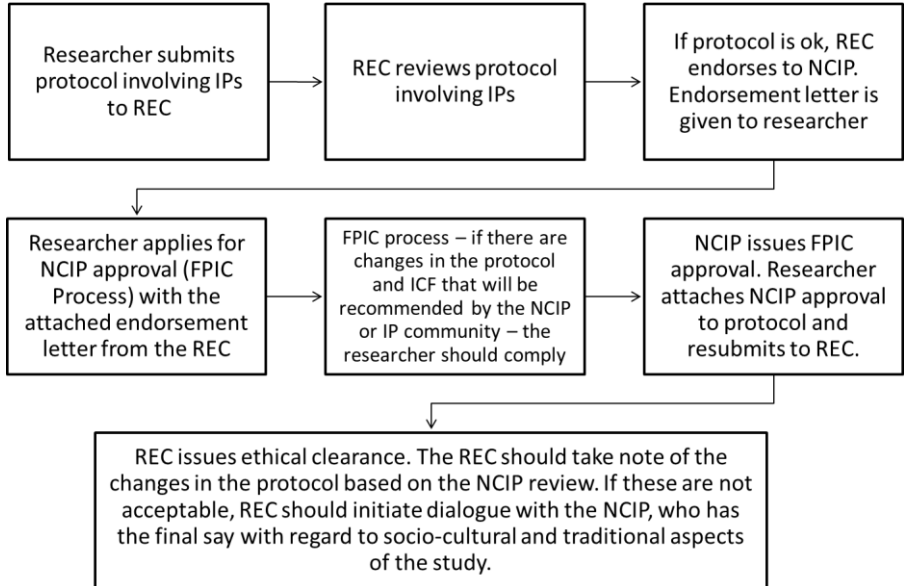 Researcher submits
protocol involving IPs
to REC
REC reviews protocol
involving IPs
If protocol is ok, REC
endorses to NCIP.
Endorsement letter is
given to researcher
Researcher applies for
NCIP approval (FPIC
Process) with the
attached endorsement
letter from the REC
FPIC process – if there are
changes in the protocol
and ICF that will be
recommended by the NCIP
or IP community – the
researcher should comply
NCIP issues FPIC
approval. Researcher
attaches NCIP approval
to protocol and
resubmits to REC.
REC issues ethical clearance. The REC should take note of the
changes in the protocol based on the NCIP review. If these are not
acceptable, REC should initiate dialogue with the NCIP, who has
the final say with regard to socio-cultural and traditional aspects
of the study.